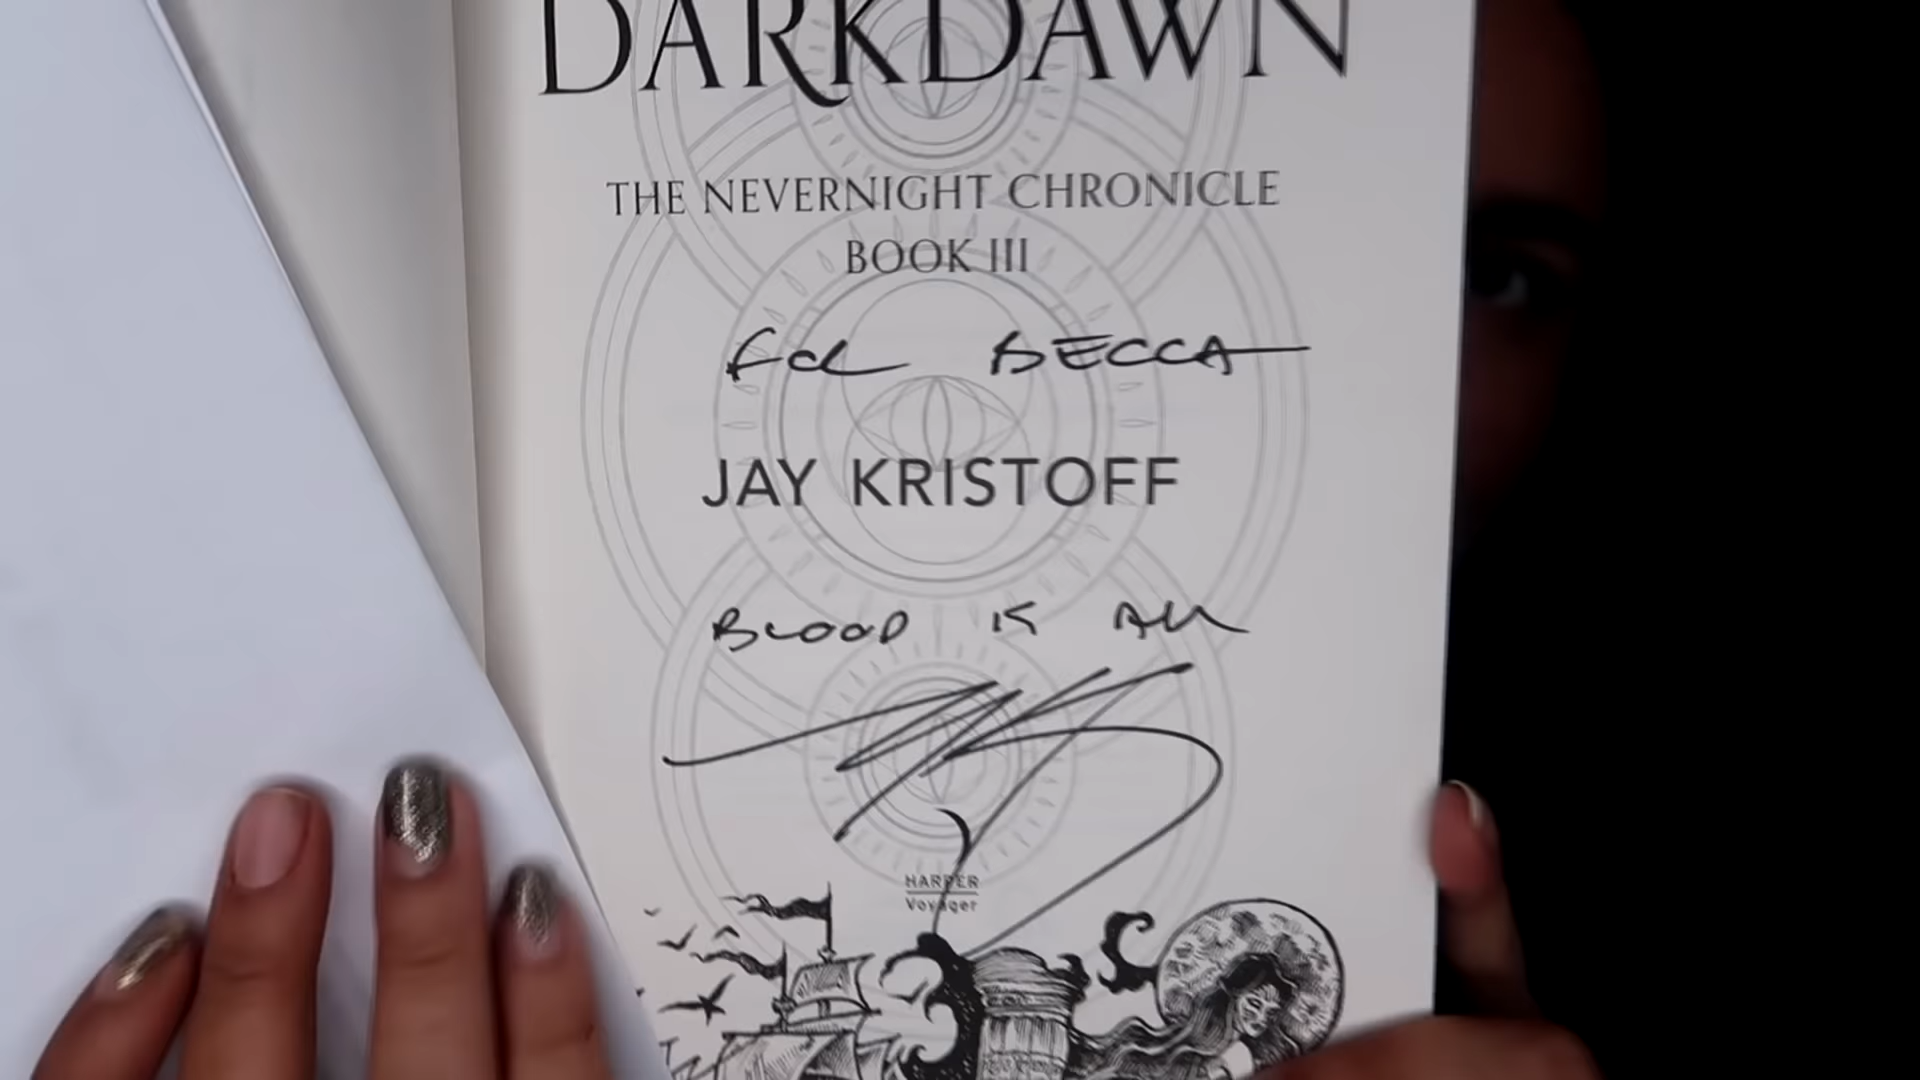 DARKDAWN
THE NEVERNIGHT CHRONICLE
BOOK III
FOR BECCA
JAY KRISTOFF
BLOOD IS ALL
HARPER
Voyager